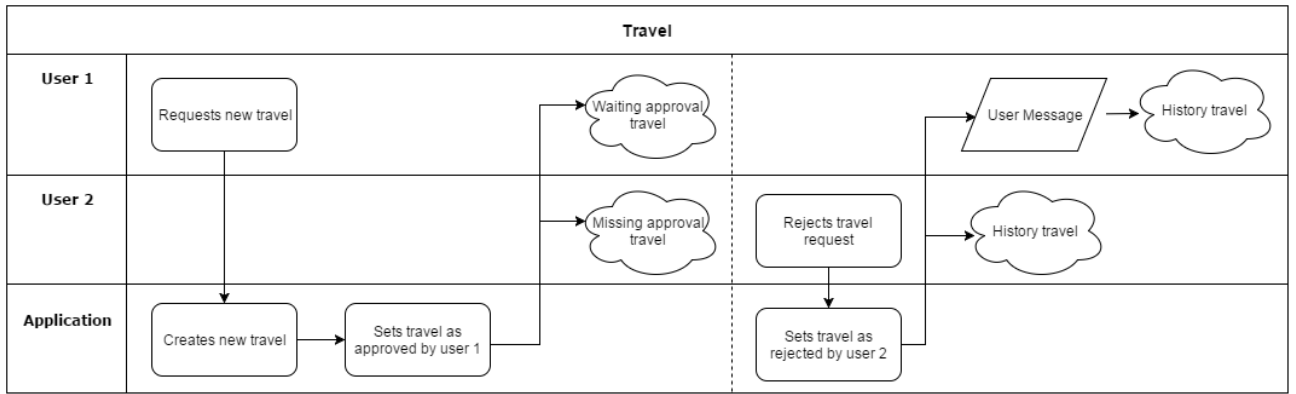 Travel
User 1
Requests new travel
Waiting approval
travel
User Message
History travel
User 2
Missing approval
travel
Rejects travel
request
History travel
Application
Creates new travel
Sets travel as
approved by user 1
Sets travel as
rejected by user 2